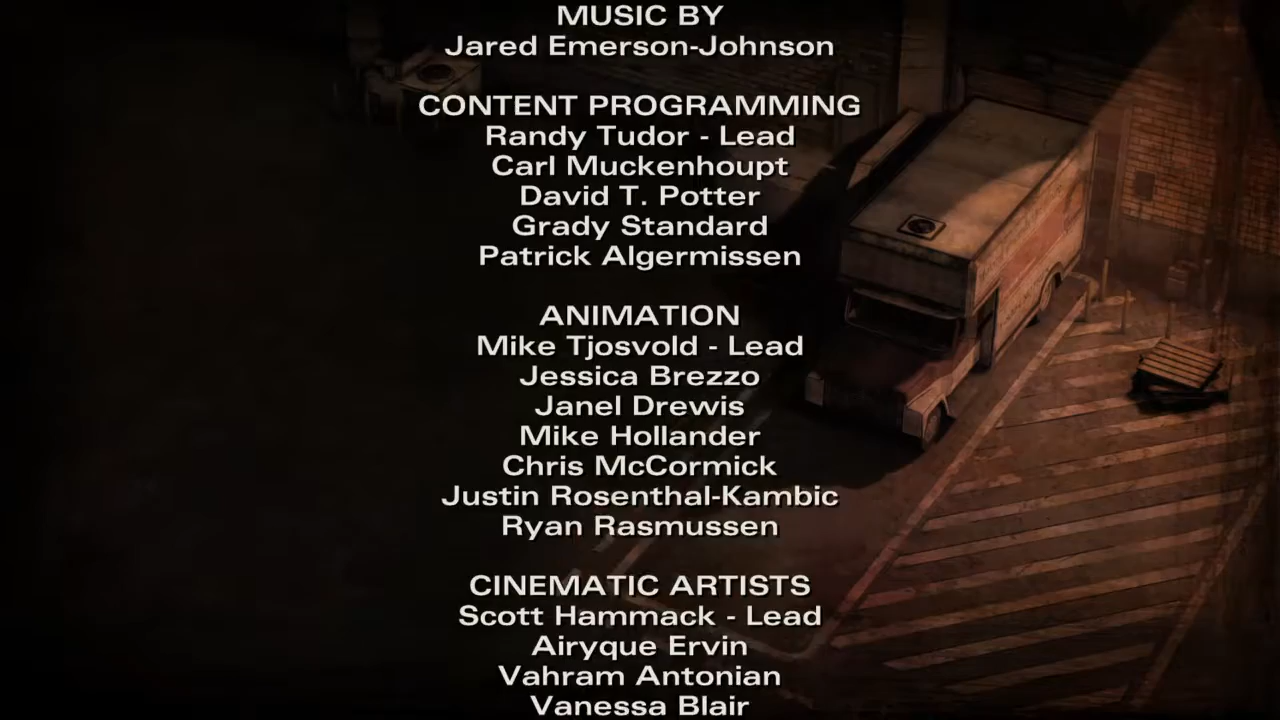 MUSIC BY
Jared Emerson-Johnson
CONTENT PROGRAMMING
Randy Tudor - Lead
Carl Muckenhoupt
David T. Potter
Grady Standard
Patrick Algermissen
ANIMATION
Mike Tjosvold - Lead
Jessica Brezzo
Janel Drewis
Mike Hollander
Chris McCormick
Justin Rosenthal-Kambic
Ryan Rasmussen
CINEMATIC ARTISTS
Scott Hammack - Lead
Airyque Ervin
Vahram Antonian
Vanessa Blair